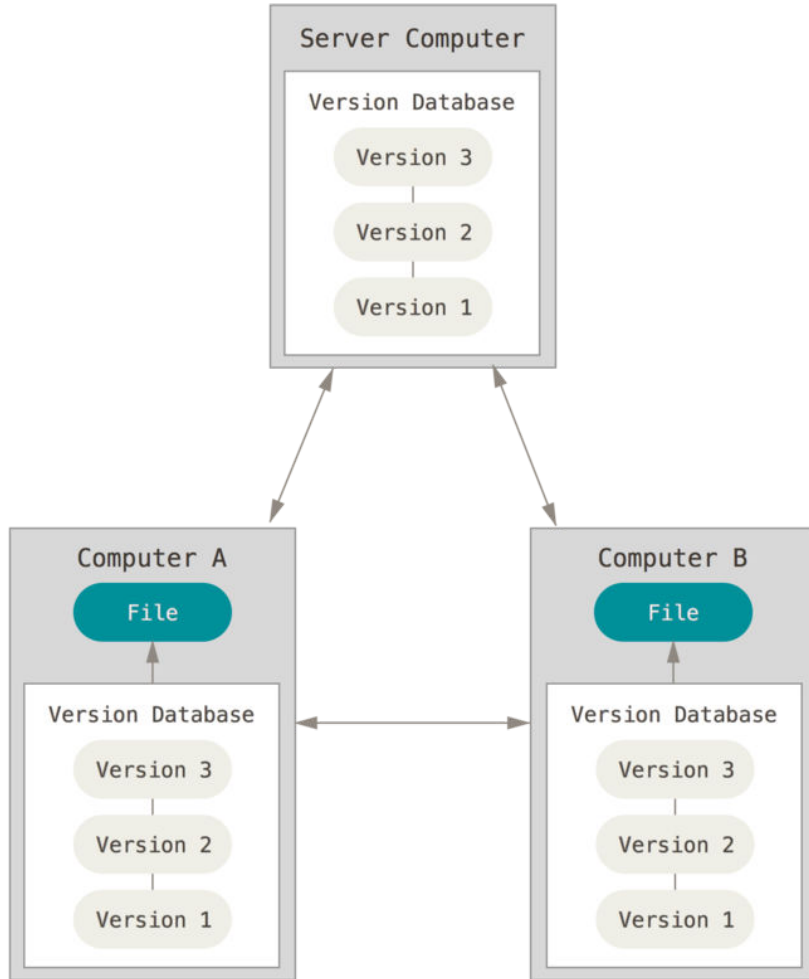 Server Computer
Version Database
Version 3
Version 2
Version 1
Computer A
File
Version Database
Version 3
Version 2
Version 1
Computer B
File
Version Database
Version 3
Version 2
Version 1